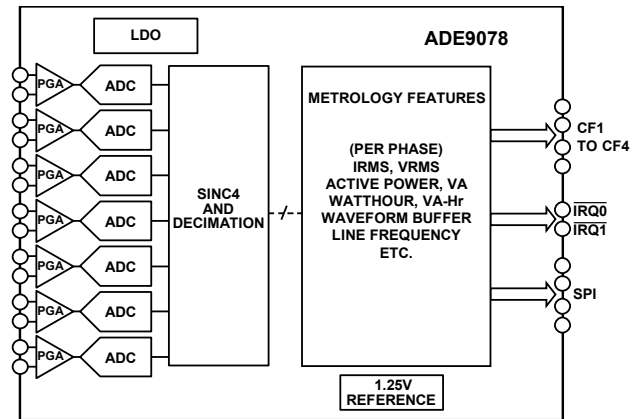 LDO
ADE9078
PGA
ADC
PGA
ADC
PGA
ADC
PGA
ADC
PGA
ADC
PGA
ADC
PGA
ADC
SINC4
AND
DECIMATION
METROLOGY FEATURES
(PER PHASE)
IRMS, VRMS
ACTIVE POWER, VA
WATTHOUR, VA-Hr
WAVEFORM BUFFER
LINE FREQUENCY
ETC.
CF1
TO CF4
IRQ0
IRQ1
SPI
1.25V
REFERENCE